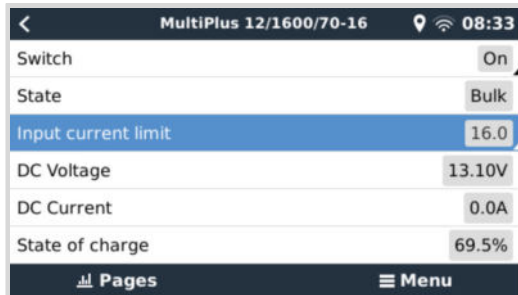 MultiPlus 12/1600/70-16 08:33
Switch On
State Bulk
Input current limit 16.0
DC Voltage 13.10V
DC Current 0.0A
State of charge 69.5%
Pages Menu